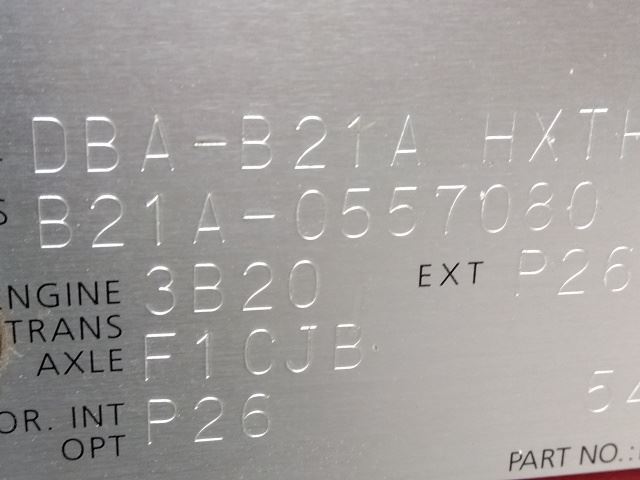 DBA-B21A HXTH
S B21A-0557080
ENGINE 3B20 EXT P26
TRANS
AXLE F1CJB
OR. INT P26 54
OPT
PART NO.: